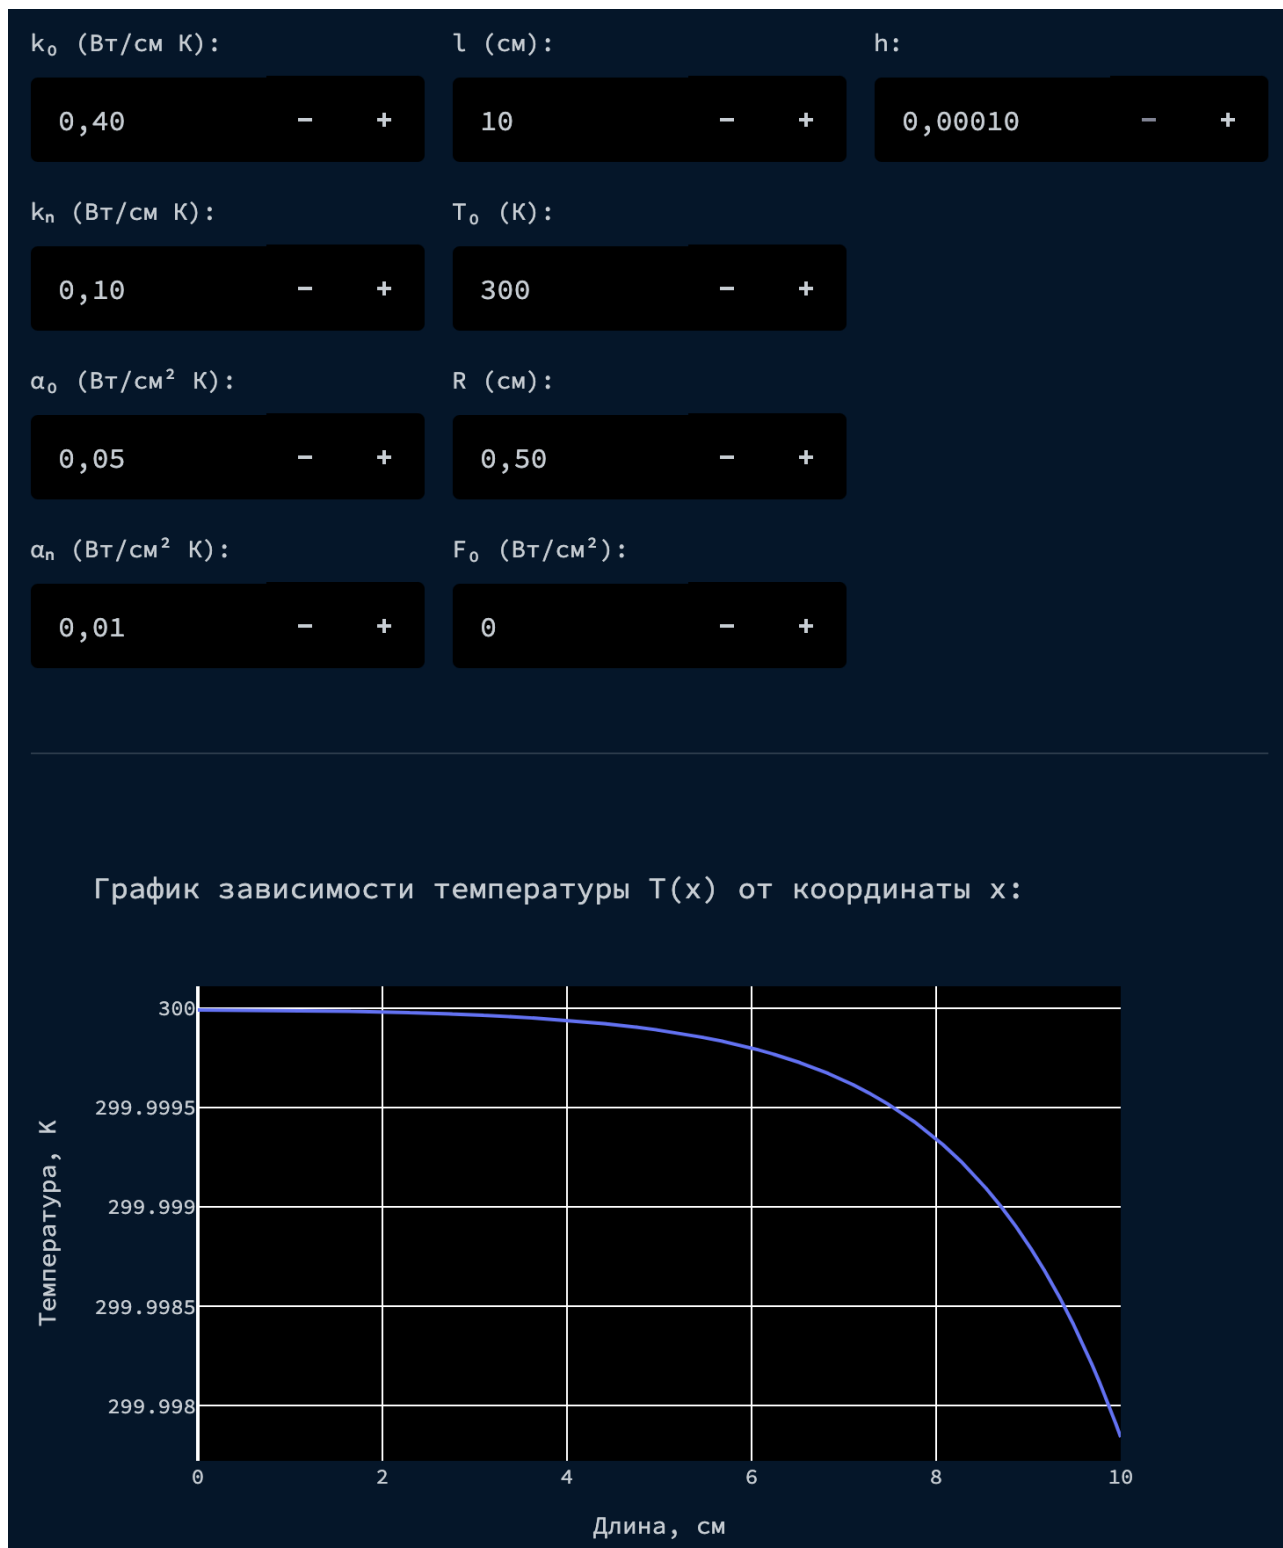 k₀ (Вт/см К):
l (см):
h:
0,40 − +
10 − +
0,00010 − +
kₙ (Вт/см К):
T₀ (К):
0,10 − +
300 − +
α₀ (Вт/см² К):
R (см):
0,05 − +
0,50 − +
αₙ (Вт/см² К):
F₀ (Вт/см²):
0,01 − +
0 − +
График зависимости температуры T(x) от координаты x:
300
299.9995
299.999
299.9985
299.998
Температура, К
0 2 4 6 8 10
Длина, см